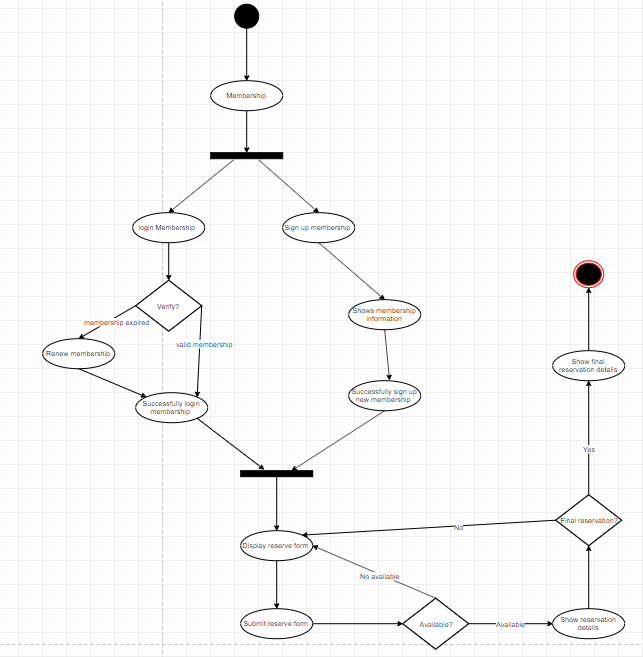 Membership
login Membership
Sign up membership
Verify?
membership expired
valid membership
Shows membership
information
Renew membership
Successfully login
membership
Successfully sign up
new membership
Show final
reservation details
Yes
Final reservation?
No
Display reserve form
No available
Submit reserve form
Available?
Available
Show reservation
details